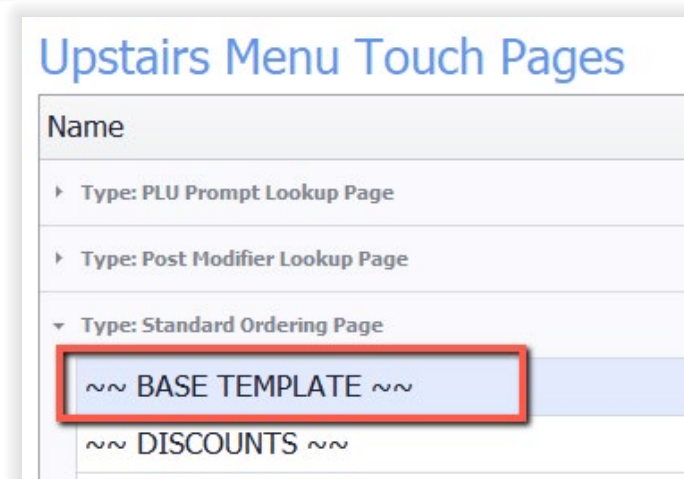 Upstairs Menu Touch Pages
Name
Type: PLU Prompt Lookup Page
Type: Post Modifier Lookup Page
Type: Standard Ordering Page
~~ BASE TEMPLATE ~~
~~ DISCOUNTS ~~